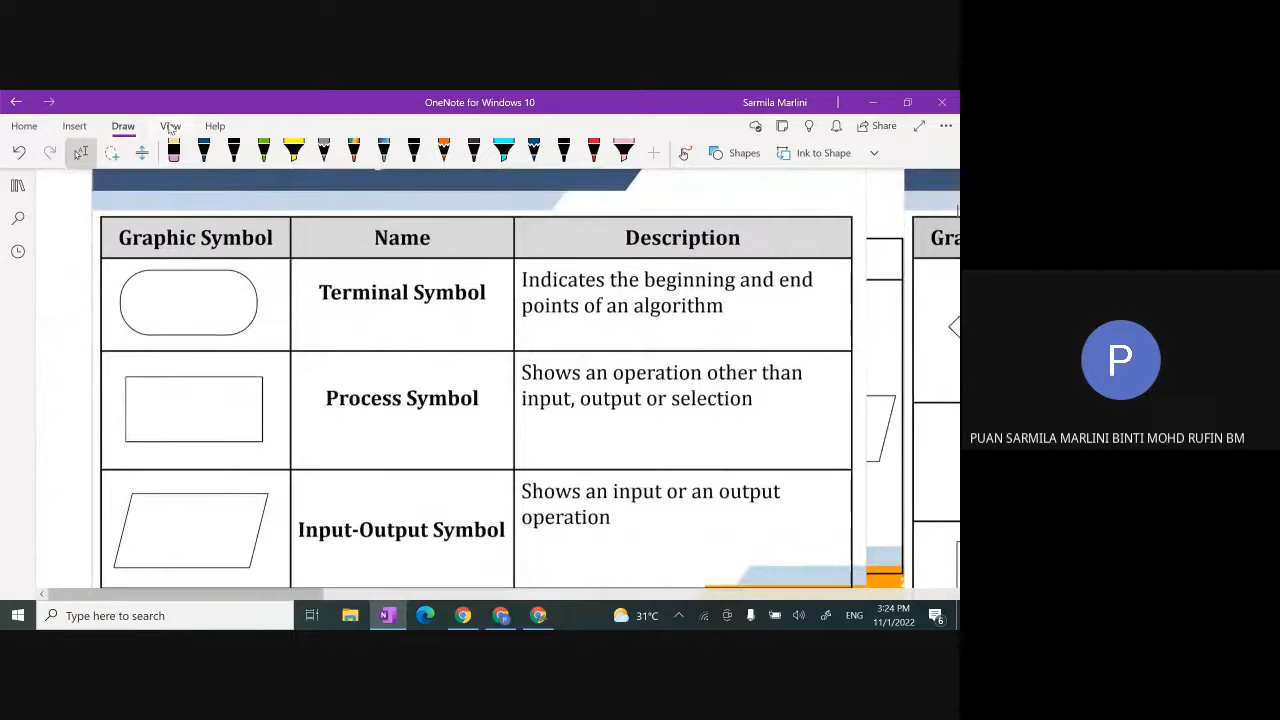 OneNote for Windows 10
Sarmila Marlini
Home Insert Draw View Help
Share
Shapes
Ink to Shape
Graphic Symbol Name Description
Gra
Terminal Symbol
Indicates the beginning and end
points of an algorithm
Process Symbol
Shows an operation other than
input, output or selection
Input-Output Symbol
Shows an input or an output
operation
P
PUAN SARMILA MARLINI BINTI MOHD RUFIN BM
Type here to search
31°C
ENG
3:24 PM
11/1/2022
6